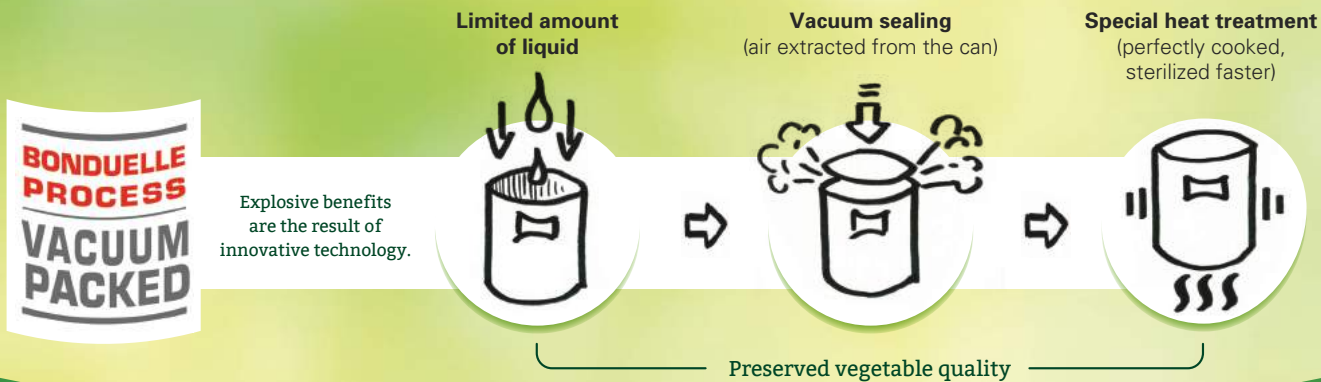 BONDUELLE
PROCESS
VACUUM
PACKED
Explosive benefits
are the result of
innovative technology.
Limited amount
of liquid
Vacuum sealing
(air extracted from the can)
Special heat treatment
(perfectly cooked,
sterilized faster)
Preserved vegetable quality